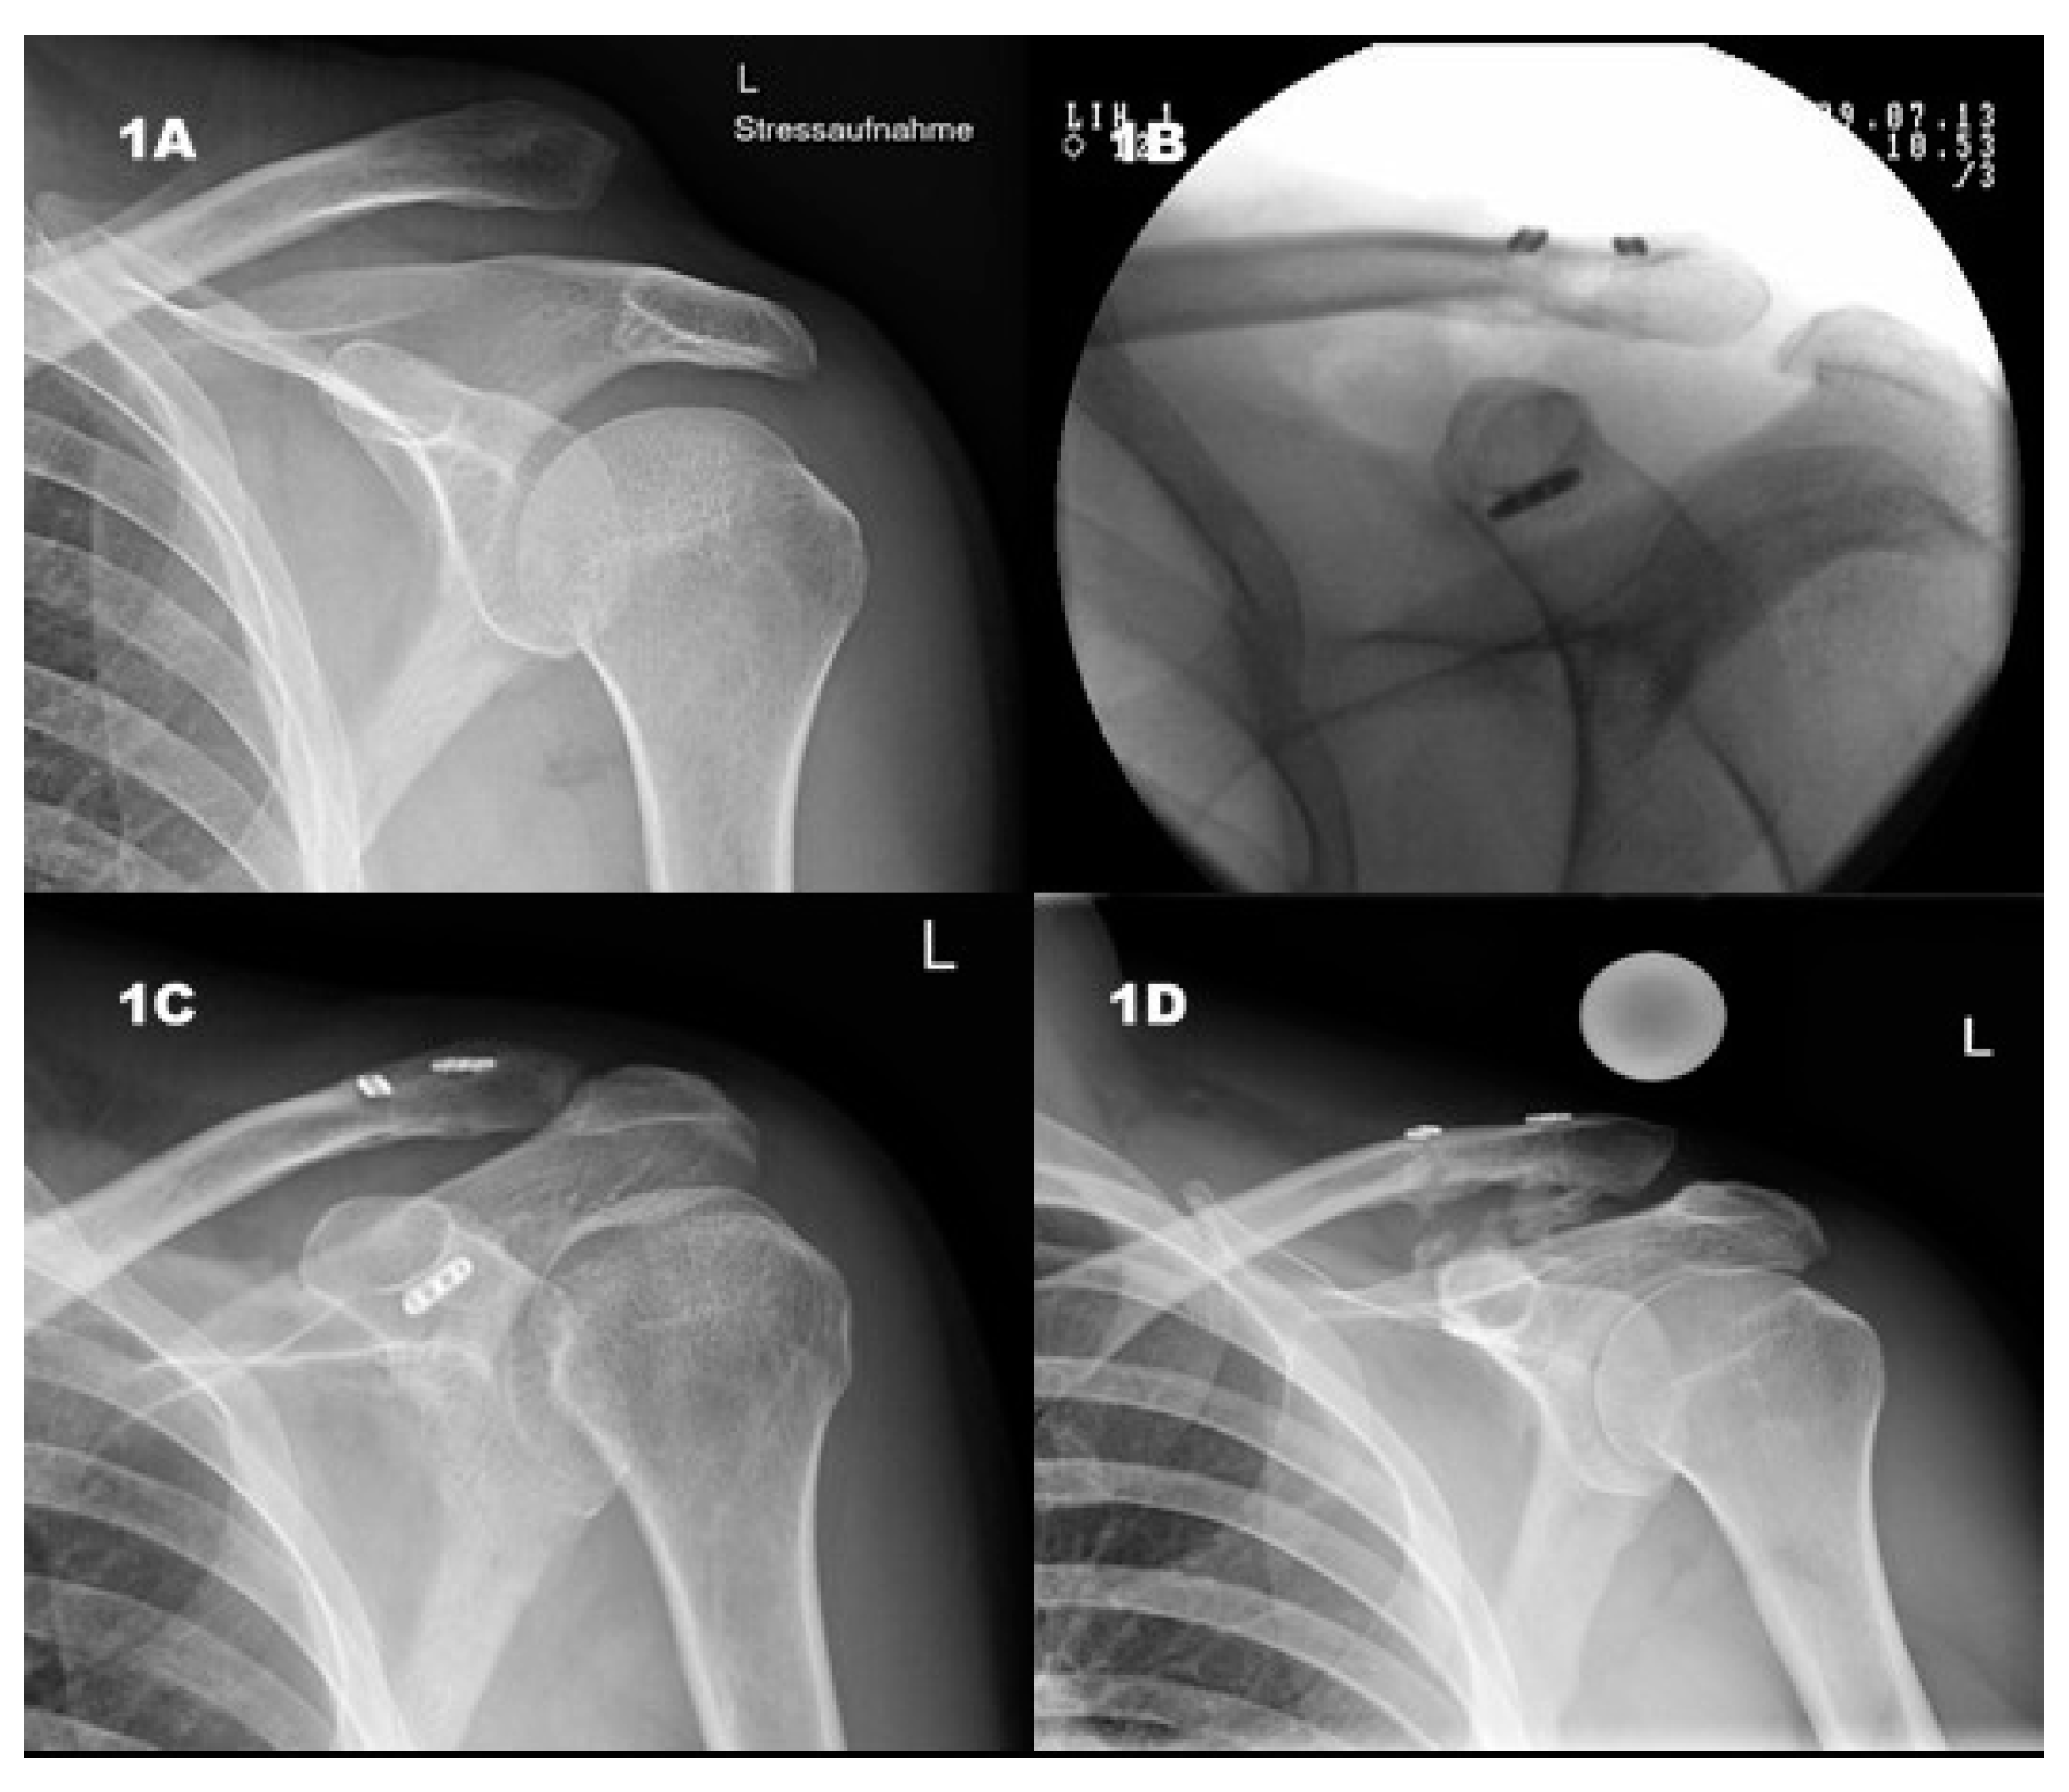 1A
L
Stressaufnahme
1B
1C
L
1D
L